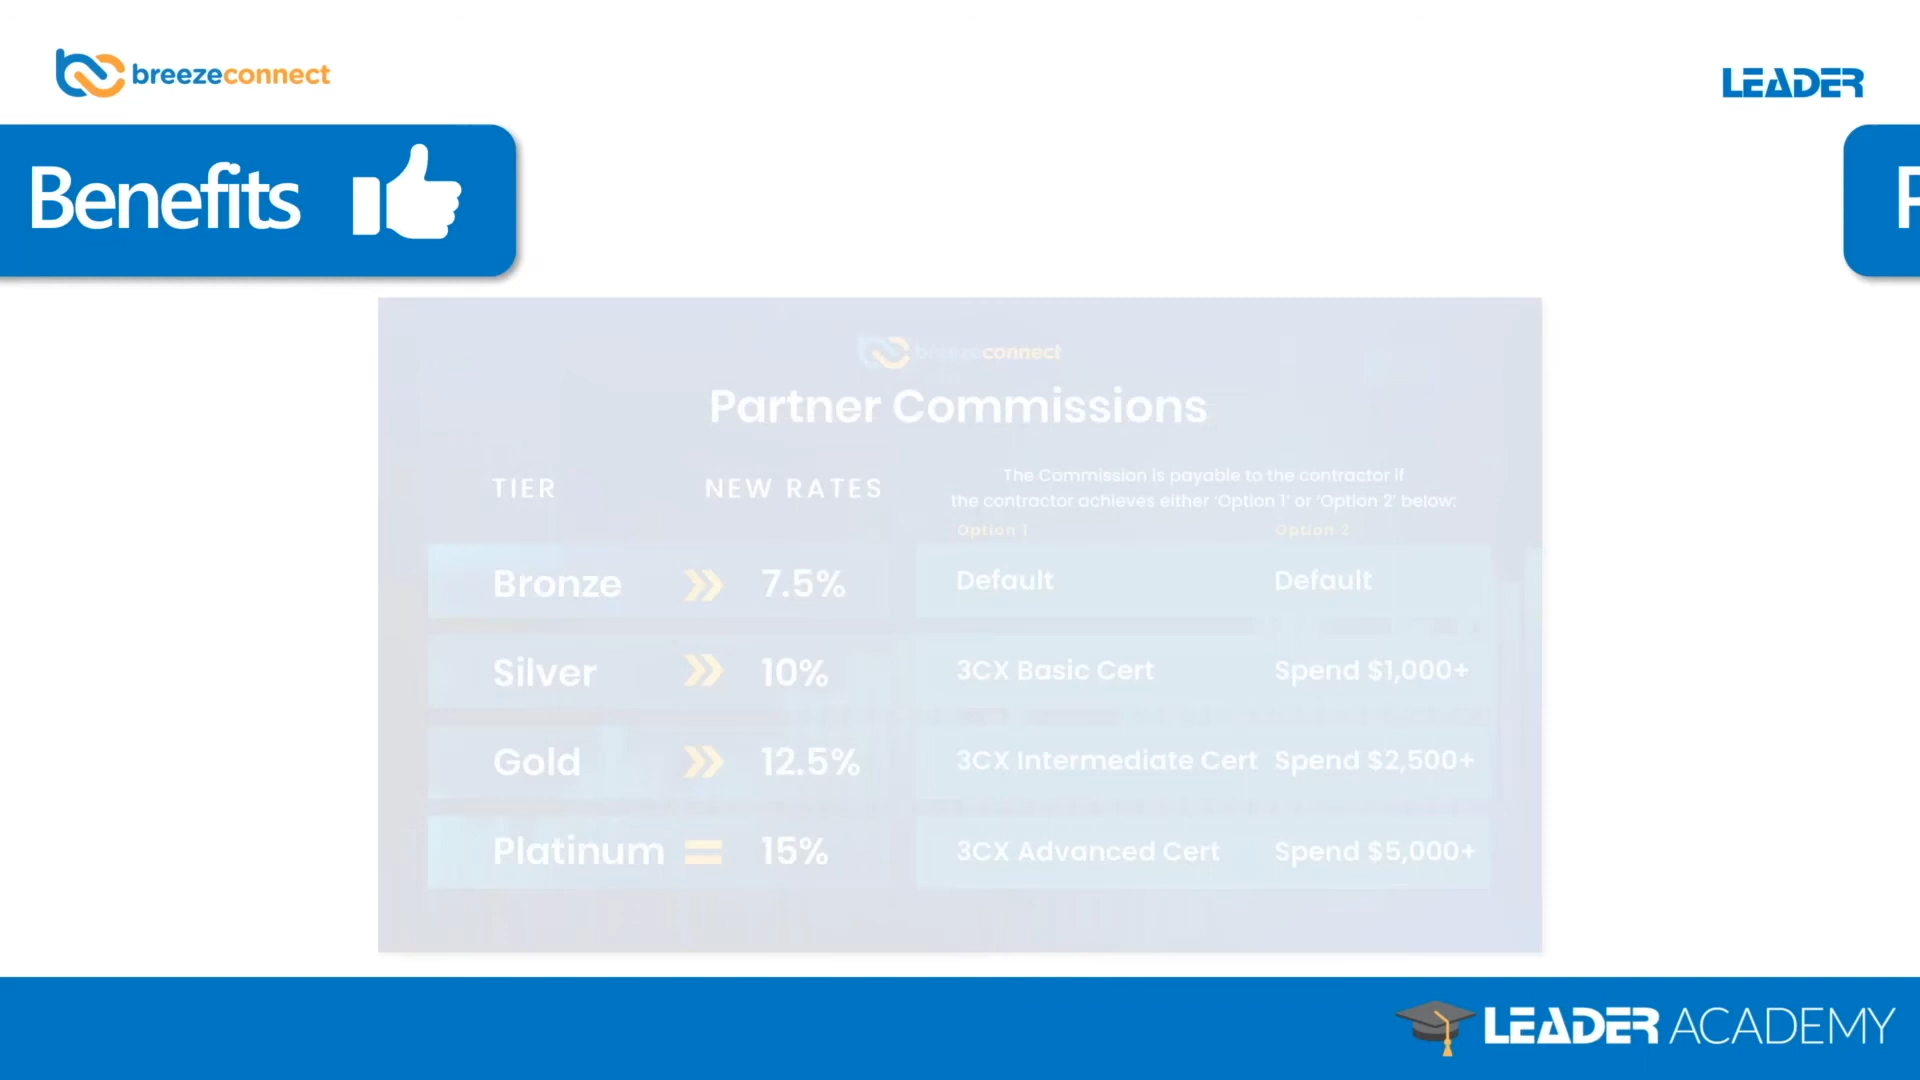 breezeconnect
LEADER
Benefits
P
breezeconnect
Partner Commissions
TIER NEW RATES
The Commission is payable to the contractor if
the contractor achieves either 'Option 1' or 'Option 2' below:
Option 1 Option 2
Bronze » 7.5% Default Default
Silver » 10% 3CX Basic Cert Spend $1,000+
Gold » 12.5% 3CX Intermediate Cert Spend $2,500+
Platinum = 15% 3CX Advanced Cert Spend $5,000+
LEADER ACADEMY